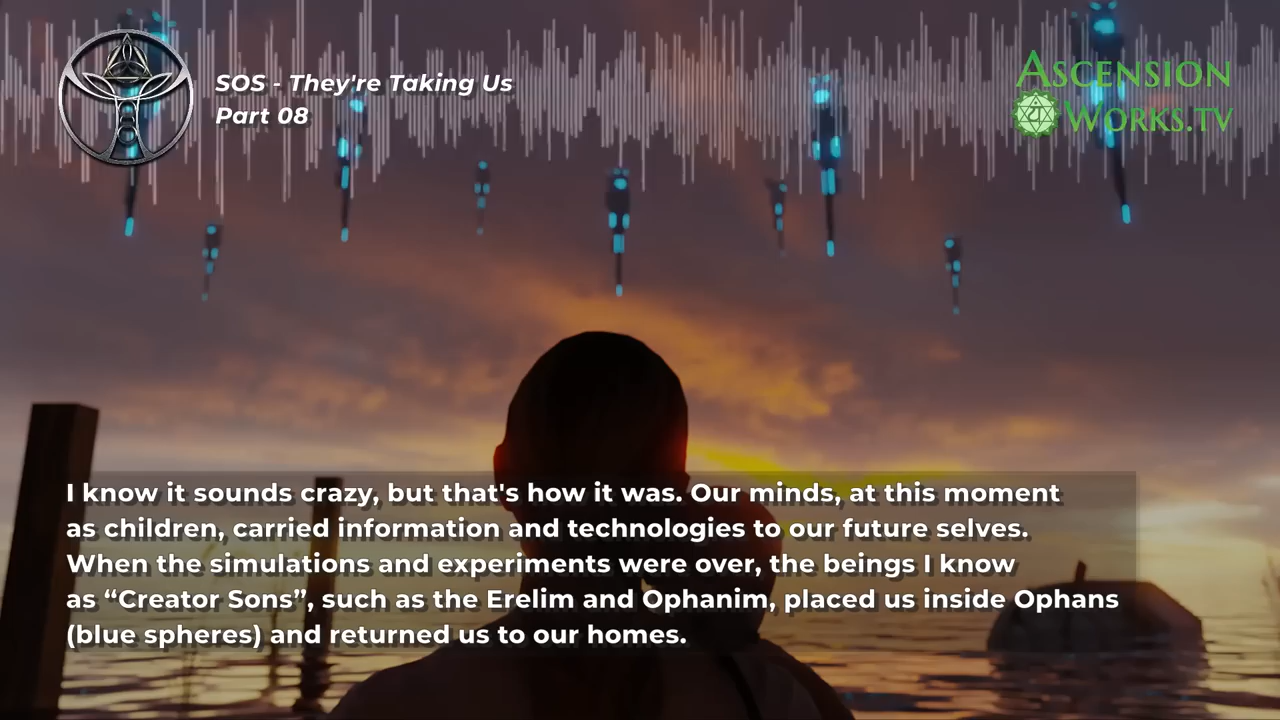 SOS - They're Taking Us
Part 08
ASCENSION
WORKS.TV
I know it sounds crazy, but that's how it was. Our minds, at this moment
as children, carried information and technologies to our future selves.
When the simulations and experiments were over, the beings I know
as “Creator Sons”, such as the Erelim and Ophanim, placed us inside Ophans
(blue spheres) and returned us to our homes.